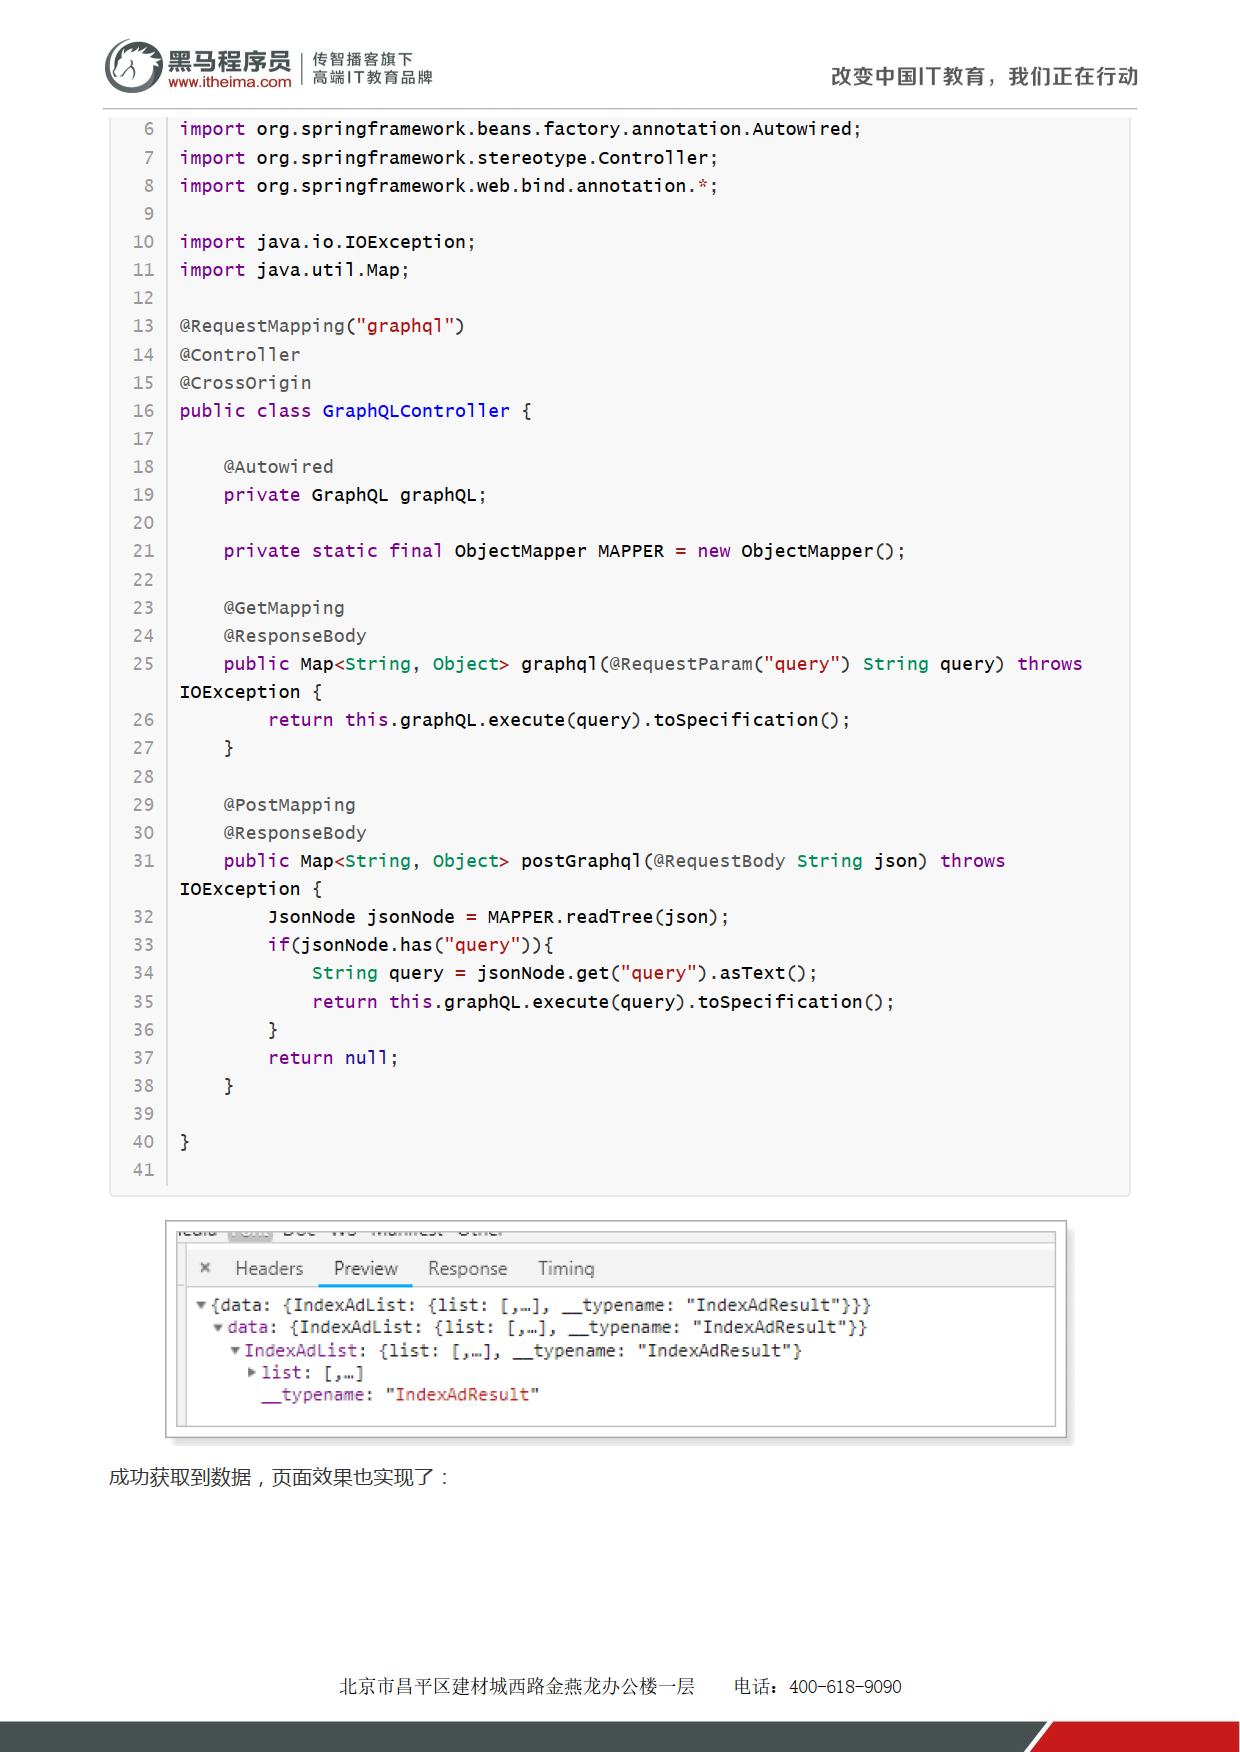 黑马程序员
www.itheima.com
传智播客旗下
高端IT教育品牌
改变中国IT教育，我们正在行动
6 import org.springframework.beans.factory.annotation.Autowired;
7 import org.springframework.stereotype.Controller;
8 import org.springframework.web.bind.annotation.*;
9
10 import java.io.IOException;
11 import java.util.Map;
12
13 @RequestMapping("graphql")
14 @Controller
15 @CrossOrigin
16 public class GraphQLController {
17
18     @Autowired
19     private GraphQL graphQL;
20
21     private static final ObjectMapper MAPPER = new ObjectMapper();
22
23     @GetMapping
24     @ResponseBody
25     public Map<String, Object> graphql(@RequestParam("query") String query) throws
IOException {
26         return this.graphQL.execute(query).toSpecification();
27     }
28
29     @PostMapping
30     @ResponseBody
31     public Map<String, Object> postGraphql(@RequestBody String json) throws
IOException {
32         JsonNode jsonNode = MAPPER.readTree(json);
33         if(jsonNode.has("query")){
34             String query = jsonNode.get("query").asText();
35             return this.graphQL.execute(query).toSpecification();
36         }
37         return null;
38     }
39
40 }
41
Media Font Doc WS Manifest Other
× Headers Preview Response Timing
▼{data: {IndexAdList: {list: [,…], __typename: "IndexAdResult"}}}
▼data: {IndexAdList: {list: [,…], __typename: "IndexAdResult"}}
▼IndexAdList: {list: [,…], __typename: "IndexAdResult"}
▶list: [,…]
__typename: "IndexAdResult"
成功获取到数据，页面效果也实现了：
北京市昌平区建材城西路金燕龙办公楼一层 电话：400-618-9090